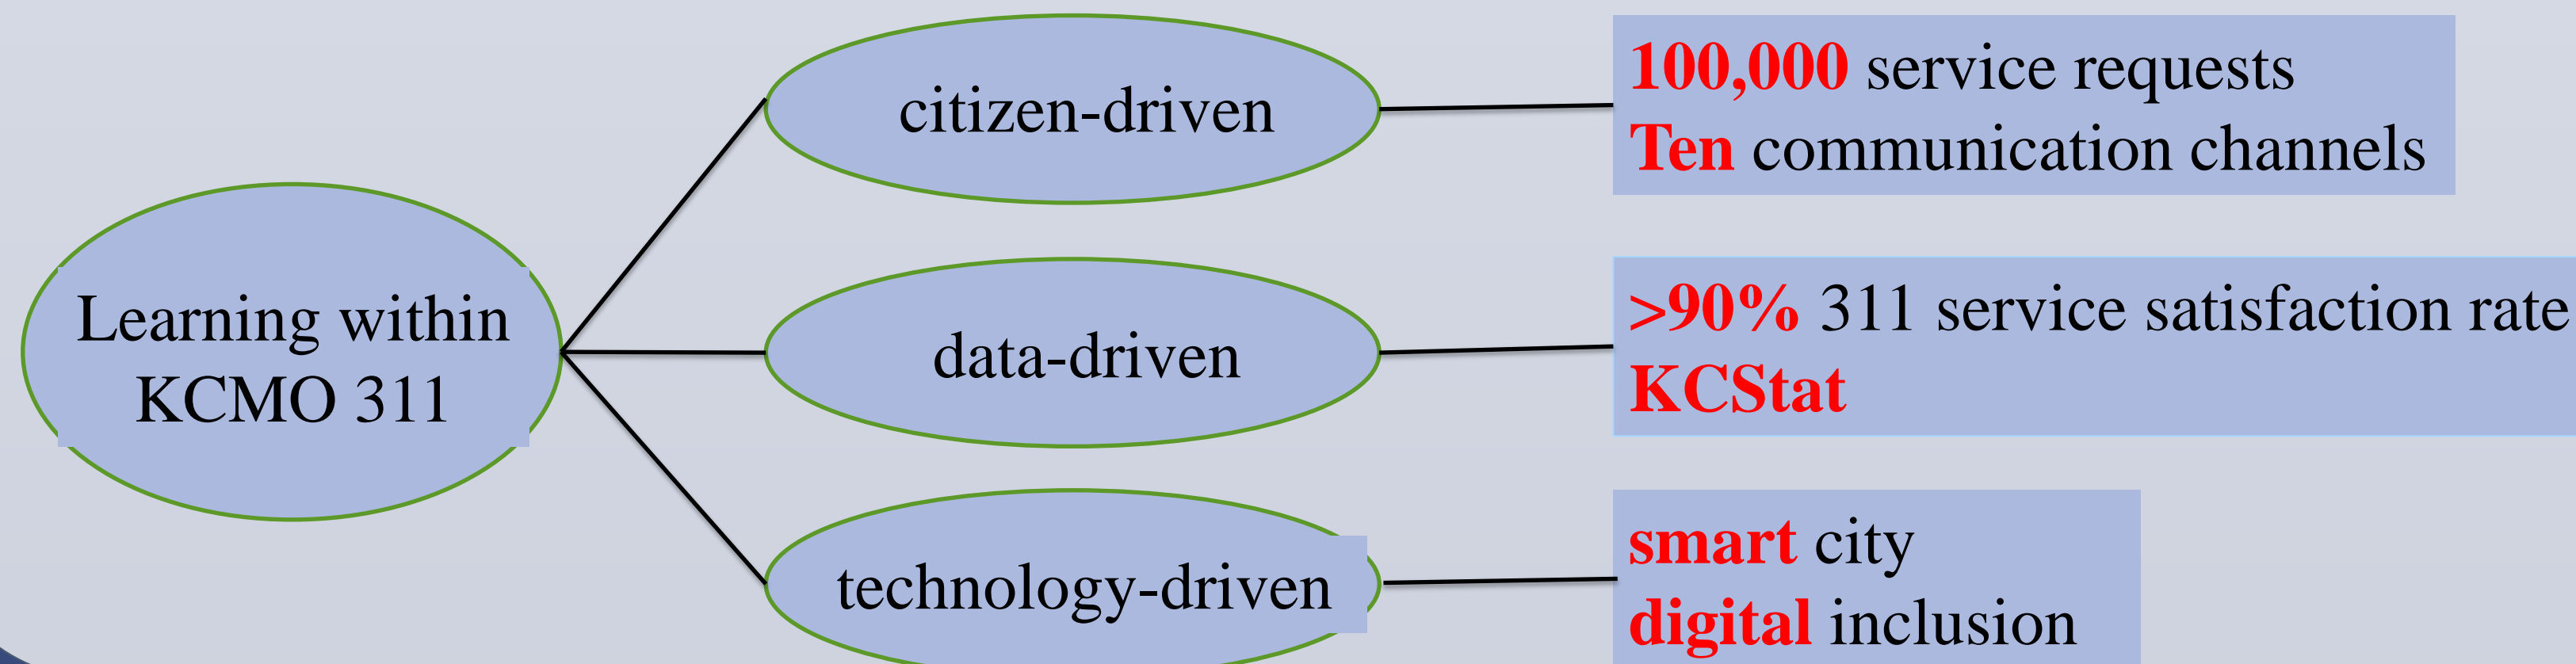 Learning within
KCMO 311
citizen-driven
100,000 service requests
Ten communication channels
data-driven
>90% 311 service satisfaction rate
KCStat
technology-driven
smart city
digital inclusion